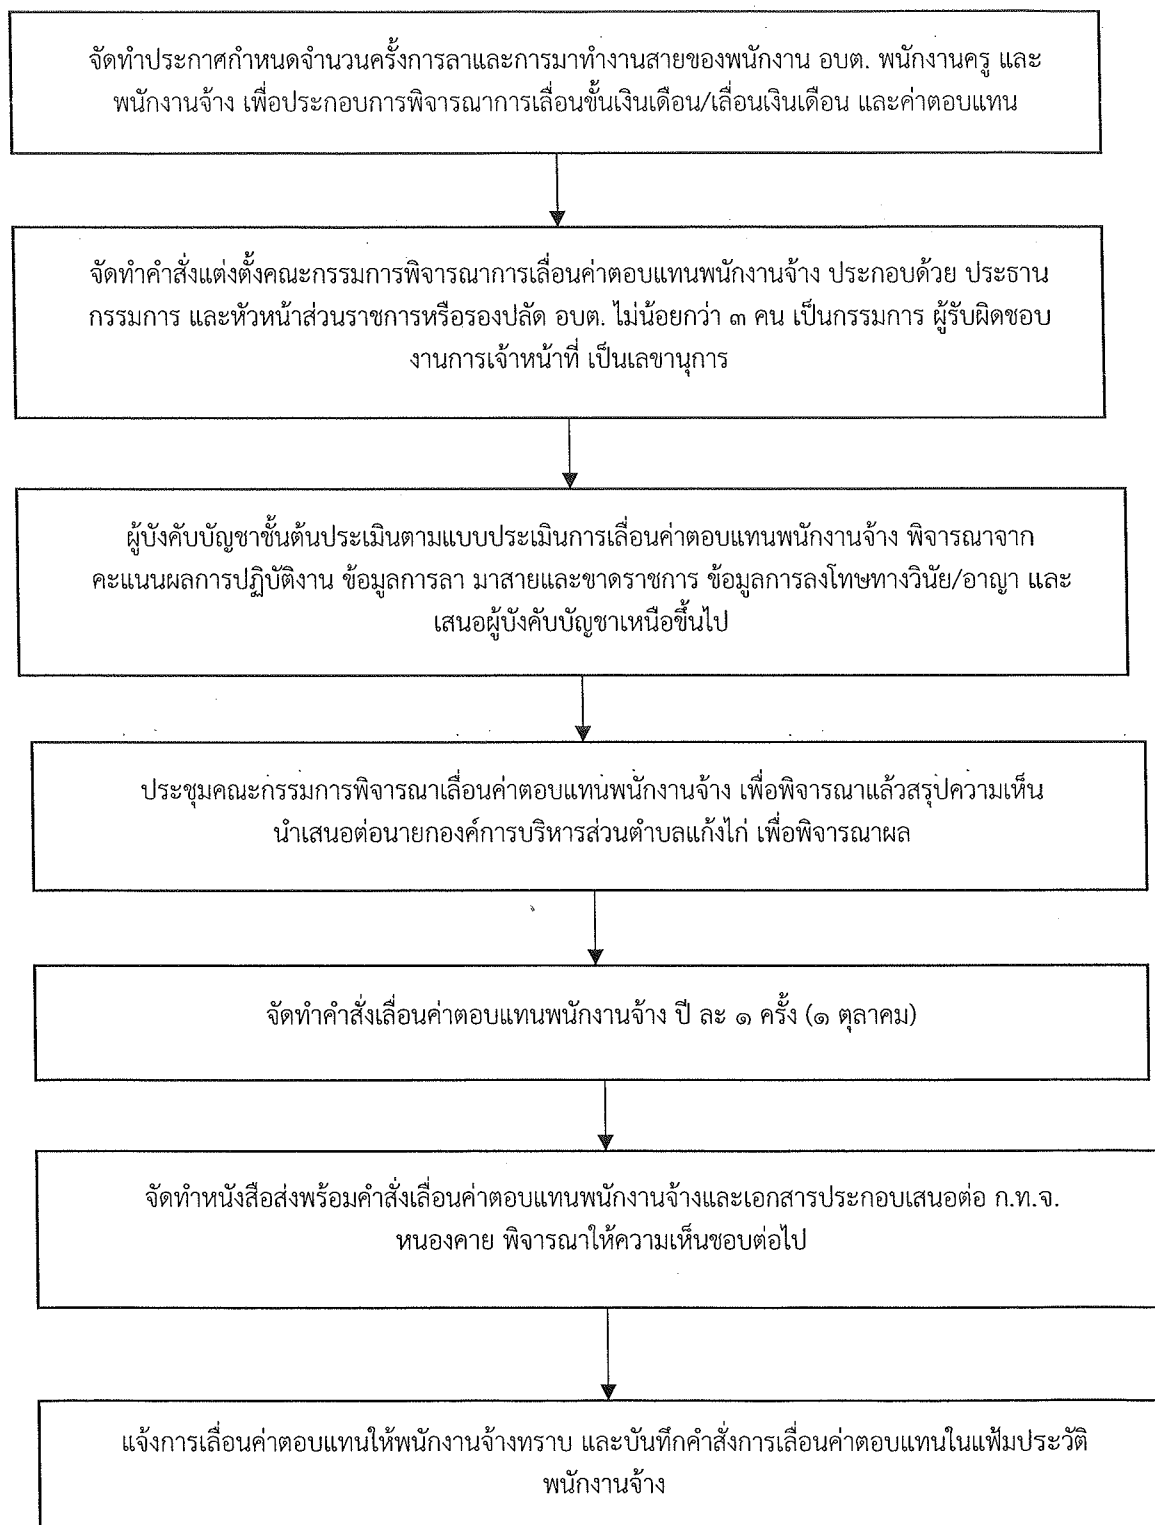 จัดทำประกาศกำหนดจำนวนครั้งการลาและการมาทำงานสายของพนักงาน อบต. พนักงานครู และ
พนักงานจ้าง เพื่อประกอบการพิจารณาการเลื่อนขั้นเงินเดือน/เลื่อนเงินเดือน และค่าตอบแทน
จัดทำคำสั่งแต่งตั้งคณะกรรมการพิจารณาการเลื่อนค่าตอบแทนพนักงานจ้าง ประกอบด้วย ประธาน
กรรมการ และหัวหน้าส่วนราชการหรือรองปลัด อบต. ไม่น้อยกว่า ๓ คน เป็นกรรมการ ผู้รับผิดชอบ
งานการเจ้าหน้าที่ เป็นเลขานุการ
ผู้บังคับบัญชาชั้นต้นประเมินตามแบบประเมินการเลื่อนค่าตอบแทนพนักงานจ้าง พิจารณาจาก
คะแนนผลการปฏิบัติงาน ข้อมูลการลา มาสายและขาดราชการ ข้อมูลการลงโทษทางวินัย/อาญา และ
เสนอผู้บังคับบัญชาเหนือขึ้นไป
ประชุมคณะกรรมการพิจารณาเลื่อนค่าตอบแทนพนักงานจ้าง เพื่อพิจารณาแล้วสรุปความเห็น
นำเสนอต่อนายกองค์การบริหารส่วนตำบลแก้งไก่ เพื่อพิจารณาผล
จัดทำคำสั่งเลื่อนค่าตอบแทนพนักงานจ้าง ปี ละ ๑ ครั้ง (๑ ตุลาคม)
จัดทำหนังสือส่งพร้อมคำสั่งเลื่อนค่าตอบแทนพนักงานจ้างและเอกสารประกอบเสนอต่อ ก.ท.จ.
หนองคาย พิจารณาให้ความเห็นชอบต่อไป
แจ้งการเลื่อนค่าตอบแทนให้พนักงานจ้างทราบ และบันทึกคำสั่งการเลื่อนค่าตอบแทนในแฟ้มประวัติ
พนักงานจ้าง